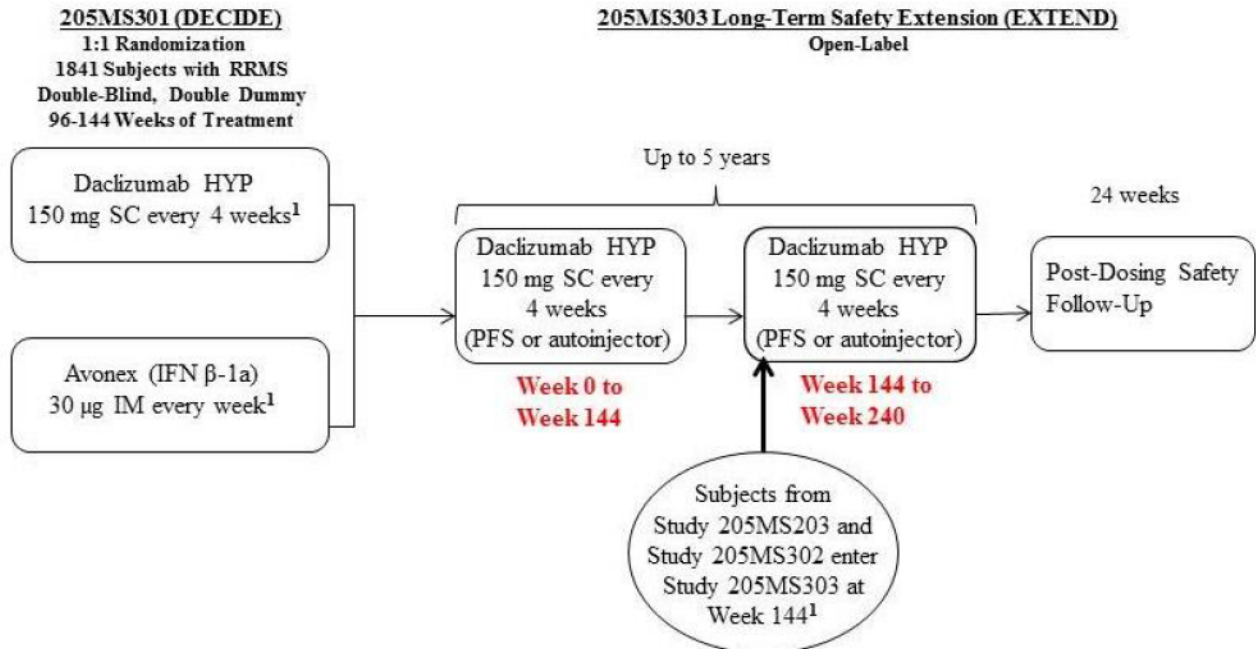 205MS301 (DECIDE)
1:1 Randomization
1841 Subjects with RRMS
Double-Blind, Double Dummy
96-144 Weeks of Treatment
Daclizumab HYP
150 mg SC every 4 weeks¹
Avonex (IFN β-1a)
30 µg IM every week¹
205MS303 Long-Term Safety Extension (EXTEND)
Open-Label
Up to 5 years
Daclizumab HYP
150 mg SC every
4 weeks
(PFS or autoinjector)
Week 0 to
Week 144
Daclizumab HYP
150 mg SC every
4 weeks
(PFS or autoinjector)
Week 144 to
Week 240
Subjects from
Study 205MS203 and
Study 205MS302 enter
Study 205MS303 at
Week 144¹
24 weeks
Post-Dosing Safety
Follow-Up